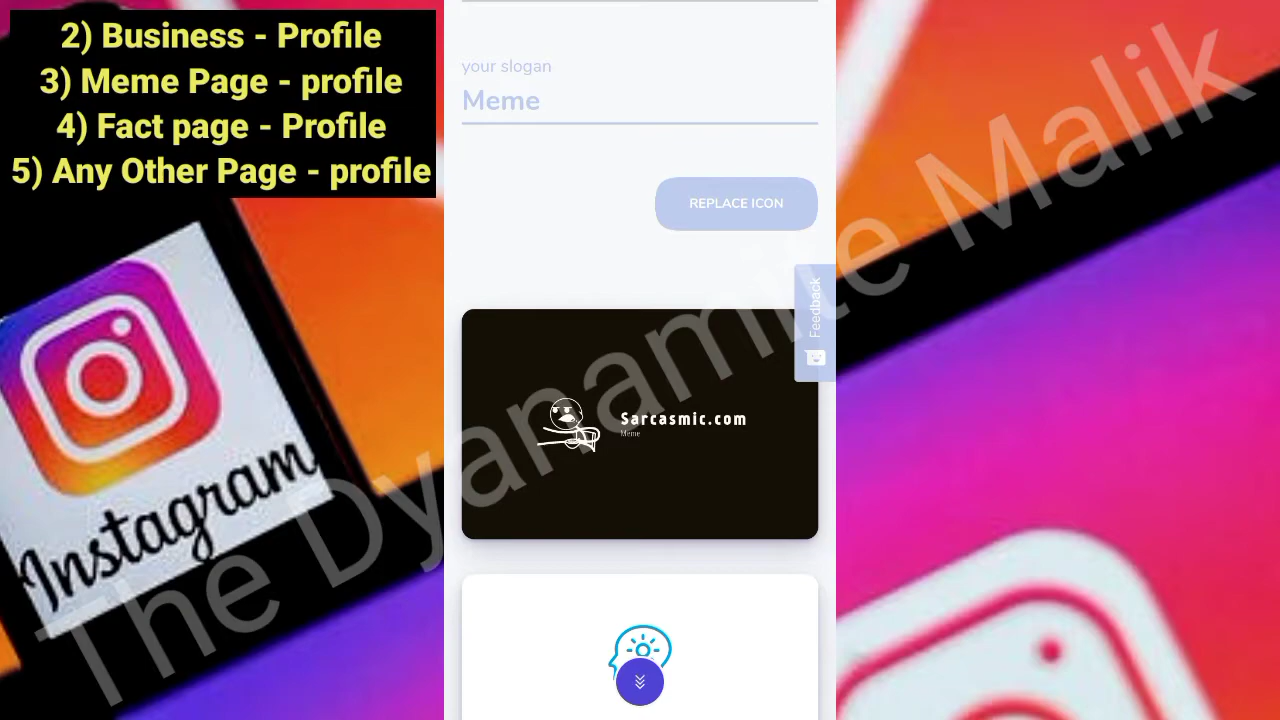 2) Business - Profile
3) Meme Page - profile
4) Fact page - Profile
5) Any Other Page - profile
Instagram
your slogan
Meme
REPLACE ICON
Feedback
Sarcasmic.com
Meme
The Dyanamite Malik